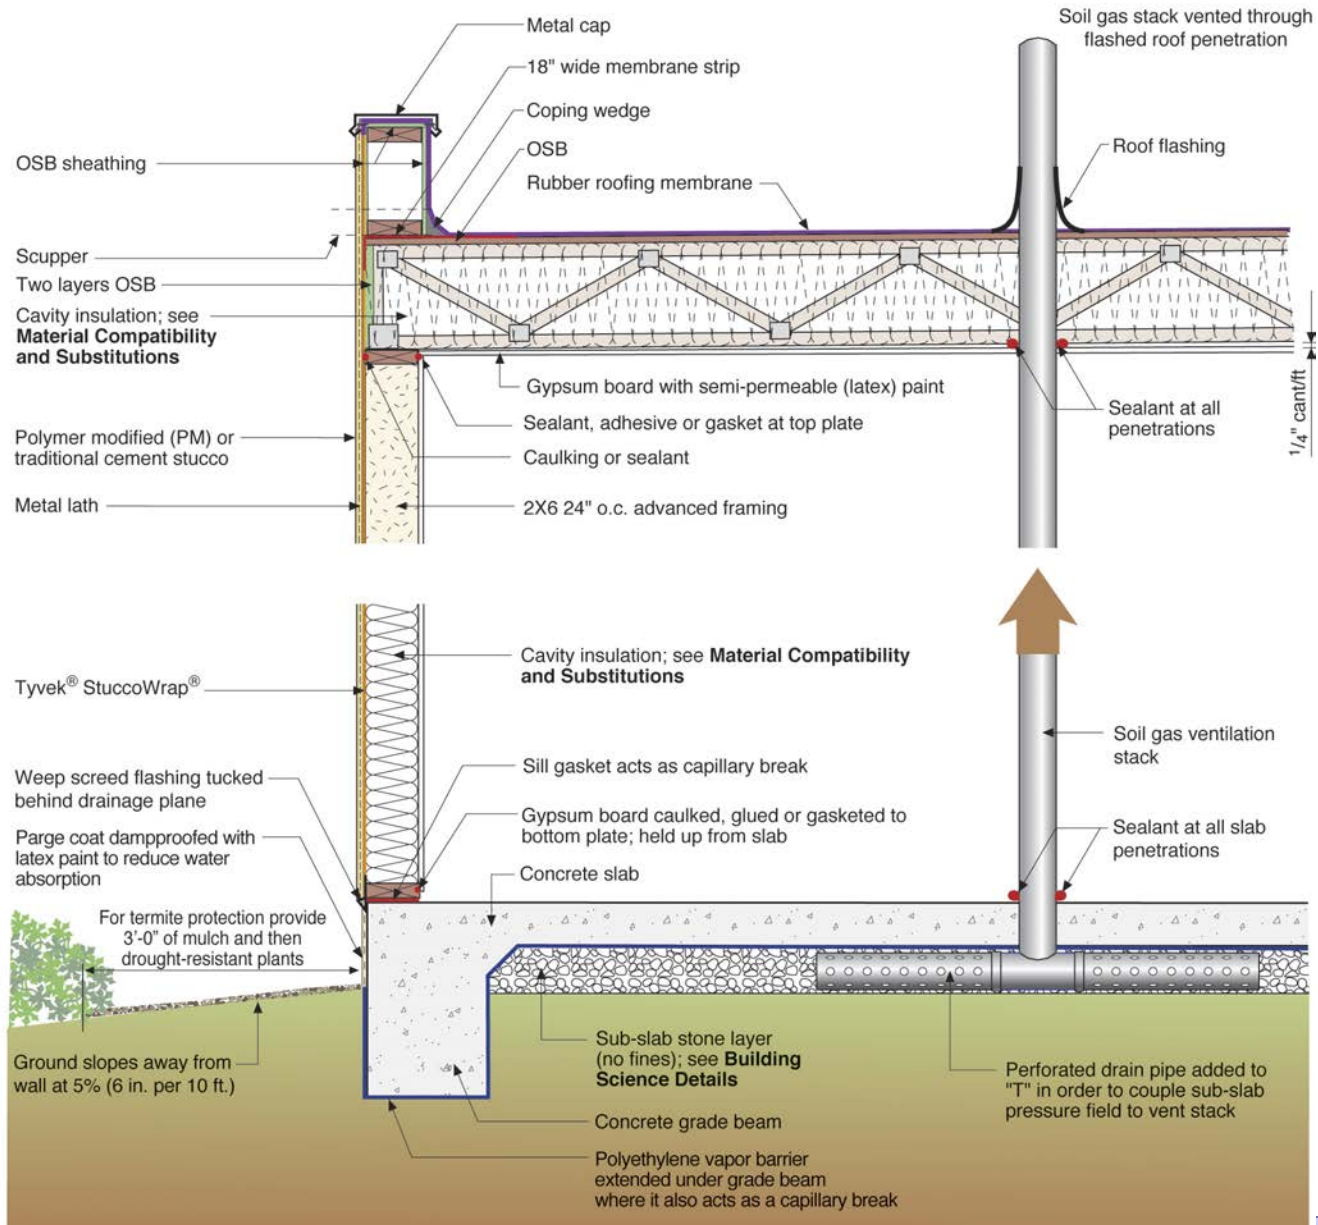 Metal cap
18" wide membrane strip
Coping wedge
OSB
Rubber roofing membrane
Soil gas stack vented through
flashed roof penetration
Roof flashing
OSB sheathing
Scupper
Two layers OSB
Cavity insulation; see
Material Compatibility
and Substitutions
Polymer modified (PM) or
traditional cement stucco
Metal lath
Gypsum board with semi-permeable (latex) paint
Sealant, adhesive or gasket at top plate
Caulking or sealant
2X6 24" o.c. advanced framing
Sealant at all
penetrations
1/4" cant/ft
Tyvek® StuccoWrap®
Weep screed flashing tucked
behind drainage plane
Parge coat dampproofed with
latex paint to reduce water
absorption
For termite protection provide
3'-0" of mulch and then
drought-resistant plants
Ground slopes away from
wall at 5% (6 in. per 10 ft.)
Cavity insulation; see Material Compatibility
and Substitutions
Sill gasket acts as capillary break
Gypsum board caulked, glued or gasketed to
bottom plate; held up from slab
Concrete slab
Soil gas ventilation
stack
Sealant at all slab
penetrations
Sub-slab stone layer
(no fines); see Building
Science Details
Concrete grade beam
Polyethylene vapor barrier
extended under grade beam
where it also acts as a capillary break
Perforated drain pipe added to
"T" in order to couple sub-slab
pressure field to vent stack